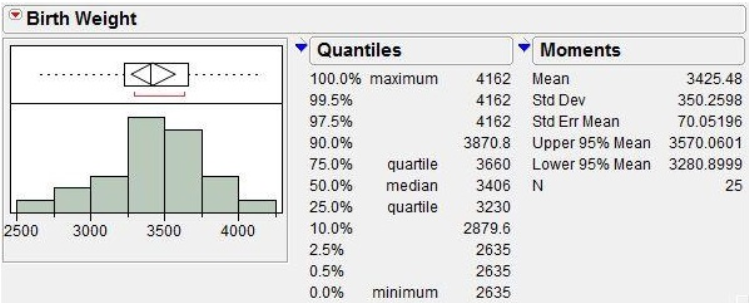 Birth Weight
2500 3000 3500 4000
Quantiles
100.0% maximum 4162
99.5% 4162
97.5% 4162
90.0% 3870.8
75.0% quartile 3660
50.0% median 3406
25.0% quartile 3230
10.0% 2879.6
2.5% 2635
0.5% 2635
0.0% minimum 2635
Moments
Mean 3425.48
Std Dev 350.2598
Std Err Mean 70.05196
Upper 95% Mean 3570.0601
Lower 95% Mean 3280.8999
N 25